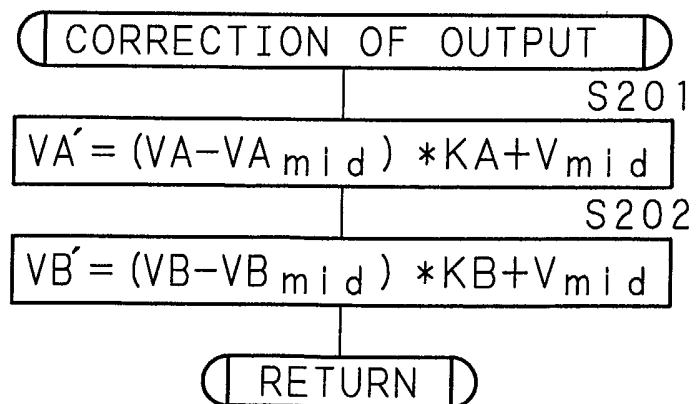 CORRECTION OF OUTPUT
S201
VA´=(VA-VAmid)*KA+Vmid
S202
VB´=(VB-VBmid)*KB+Vmid
RETURN